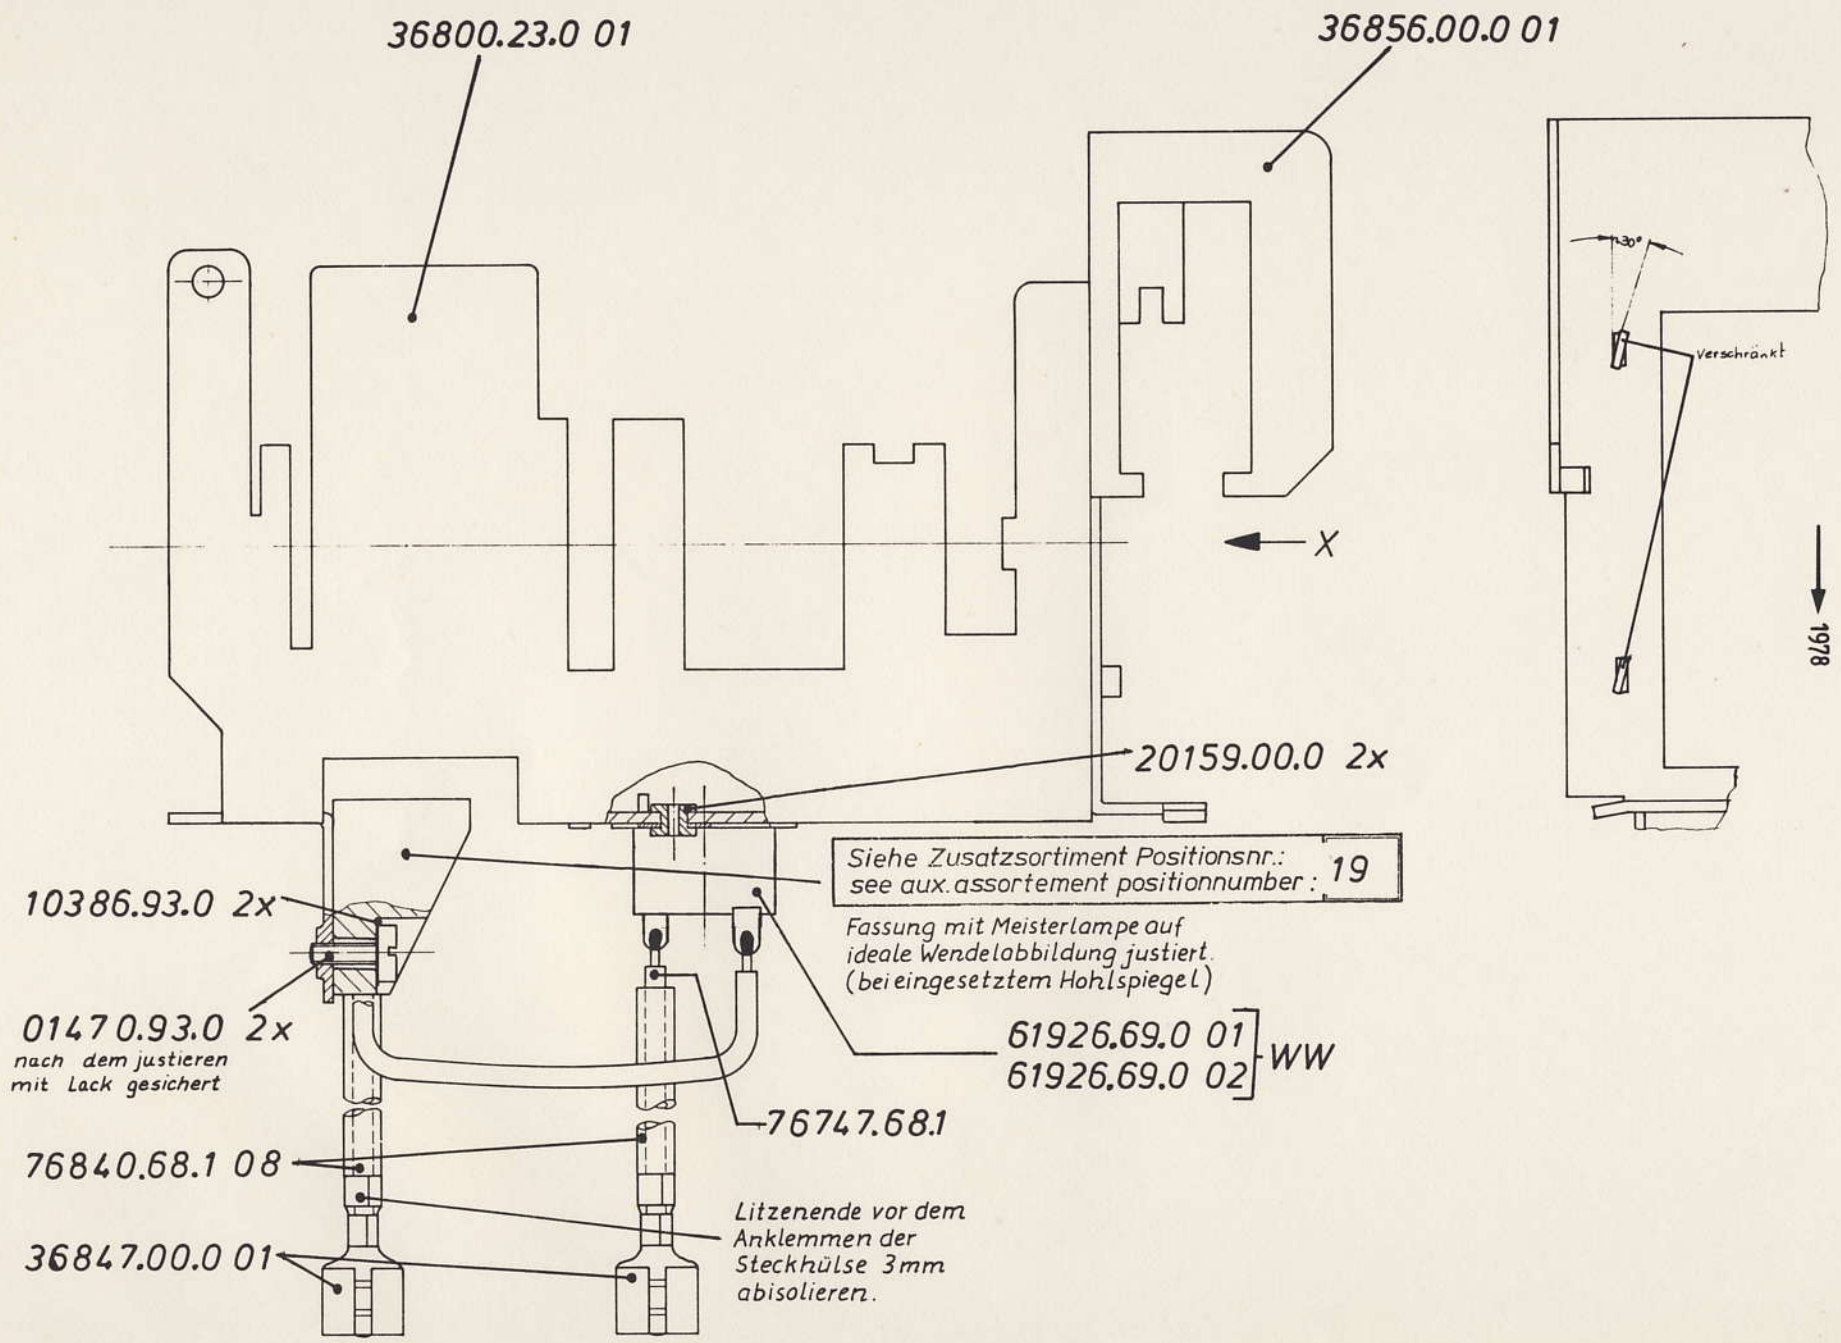 36800.23.0 01
36856.00.0 01
~30°
Verschränkt
X
1978
20159.00.0 2x
Siehe Zusatzsortiment Positionsnr.:
see aux. assortement positionnumber : 19
10386.93.0 2x
Fassung mit Meisterlampe auf
ideale Wendelabbildung justiert.
(bei eingesetztem Hohlspiegel)
01470.93.0 2x
nach dem justieren
mit Lack gesichert
61926.69.0 01
61926.69.0 02
WW
76747.68.1
76840.68.1 08
Litzenende vor dem
Anklemmen der
Steckhülse 3mm
abisolieren.
36847.00.0 01